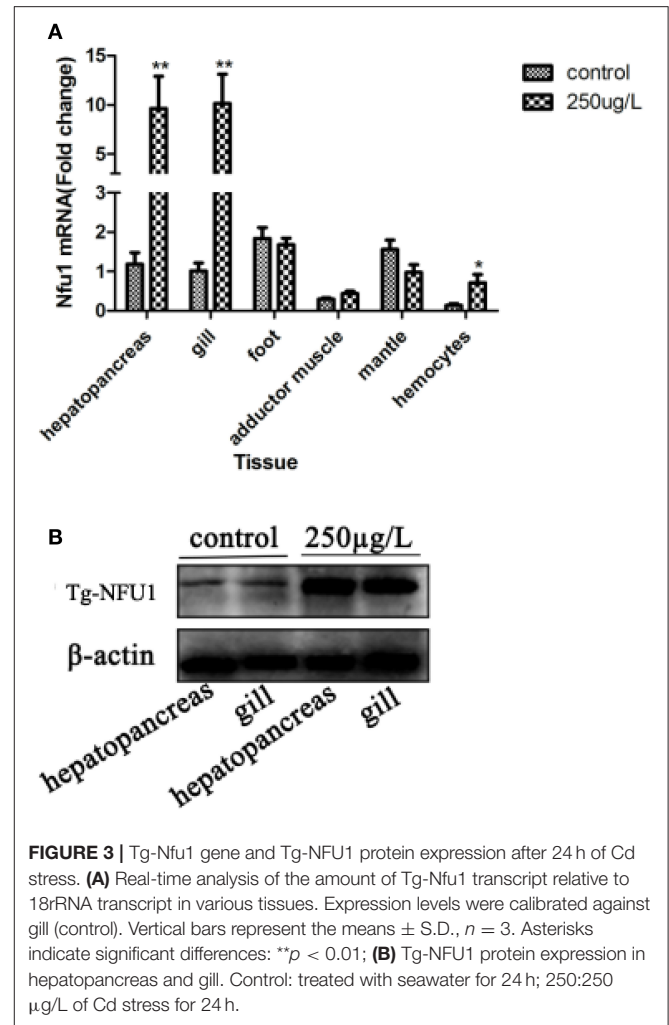 A
Nfu1 mRNA(Fold change)
15
10
5
3
2
1
0
**
**
*
control
250ug/L
hepatopancreas
gill
foot
adductor muscle
mantle
hemocytes
Tissue
B
control 250µg/L
Tg-NFU1
β-actin
hepatopancreas
gill
hepatopancreas
gill
FIGURE 3 | Tg-Nfu1 gene and Tg-NFU1 protein expression after 24 h of Cd
stress. (A) Real-time analysis of the amount of Tg-Nfu1 transcript relative to
18rRNA transcript in various tissues. Expression levels were calibrated against
gill (control). Vertical bars represent the means ± S.D., n = 3. Asterisks
indicate significant differences: **p < 0.01; (B) Tg-NFU1 protein expression in
hepatopancreas and gill. Control: treated with seawater for 24 h; 250:250
µg/L of Cd stress for 24 h.